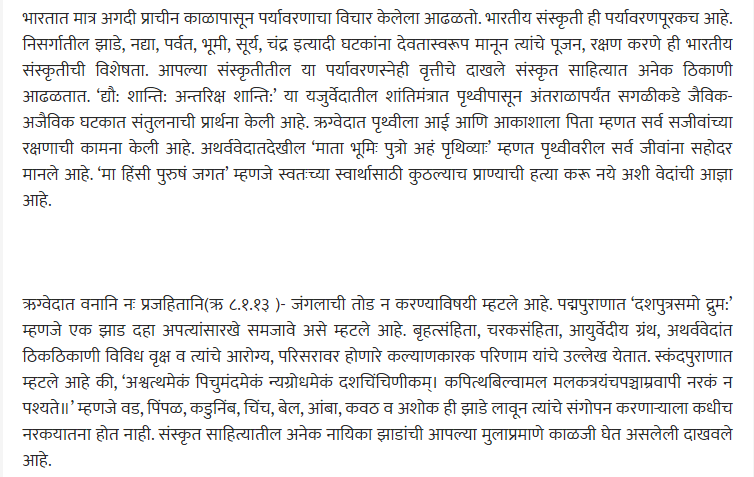 भारतात मात्र अगदी प्राचीन काळापासून पर्यावरणाचा विचार केलेला आढळतो. भारतीय संस्कृती ही पर्यावरणपूरकच आहे.
निसर्गातील झाडे, नद्या, पर्वत, भूमी, सूर्य, चंद्र इत्यादी घटकांना देवतास्वरूप मानून त्यांचे पूजन, रक्षण करणे ही भारतीय
संस्कृतीची विशेषता. आपल्या संस्कृतीतील या पर्यावरणस्नेही वृत्तीचे दाखले संस्कृत साहित्यात अनेक ठिकाणी
आढळतात. ‘द्यौ: शान्ति: अन्तरिक्ष शान्ति:’ या यजुर्वेदातील शांतिमंत्रात पृथ्वीपासून अंतराळापर्यंत सगळीकडे जैविक-
अजैविक घटकात संतुलनाची प्रार्थना केली आहे. ऋग्वेदात पृथ्वीला आई आणि आकाशाला पिता म्हणत सर्व सजीवांच्या
रक्षणाची कामना केली आहे. अथर्ववेदातदेखील ‘माता भूमिः पुत्रो अहं पृथिव्याः’ म्हणत पृथ्वीवरील सर्व जीवांना सहोदर
मानले आहे. ‘मा हिंसी पुरुषं जगत’ म्हणजे स्वतःच्या स्वार्थासाठी कुठल्याच प्राण्याची हत्या करू नये अशी वेदांची आज्ञा
आहे.
ऋग्वेदात वनानि नः प्रजहितानि(ऋ ८.१.१३ )- जंगलाची तोड न करण्याविषयी म्हटले आहे. पद्मपुराणात ‘दशपुत्रसमो द्रुम:’
म्हणजे एक झाड दहा अपत्यांसारखे समजावे असे म्हटले आहे. बृहत्संहिता, चरकसंहिता, आयुर्वेदीय ग्रंथ, अथर्ववेदांत
ठिकठिकाणी विविध वृक्ष व त्यांचे आरोग्य, परिसरावर होणारे कल्याणकारक परिणाम यांचे उल्लेख येतात. स्कंदपुराणात
म्हटले आहे की, ‘अश्वत्थमेकं पिचुमंदमेकं न्यग्रोधमेकं दशचिंचिणीकम्। कपित्थबिल्वामल मलकत्रयंचपञ्चाम्रवापी नरकं न
पश्यते॥’ म्हणजे वड, पिंपळ, कडुनिंब, चिंच, बेल, आंबा, कवठ व अशोक ही झाडे लावून त्यांचे संगोपन करणाऱ्याला कधीच
नरकयातना होत नाही. संस्कृत साहित्यातील अनेक नायिका झाडांची आपल्या मुलाप्रमाणे काळजी घेत असलेली दाखवले
आहे.